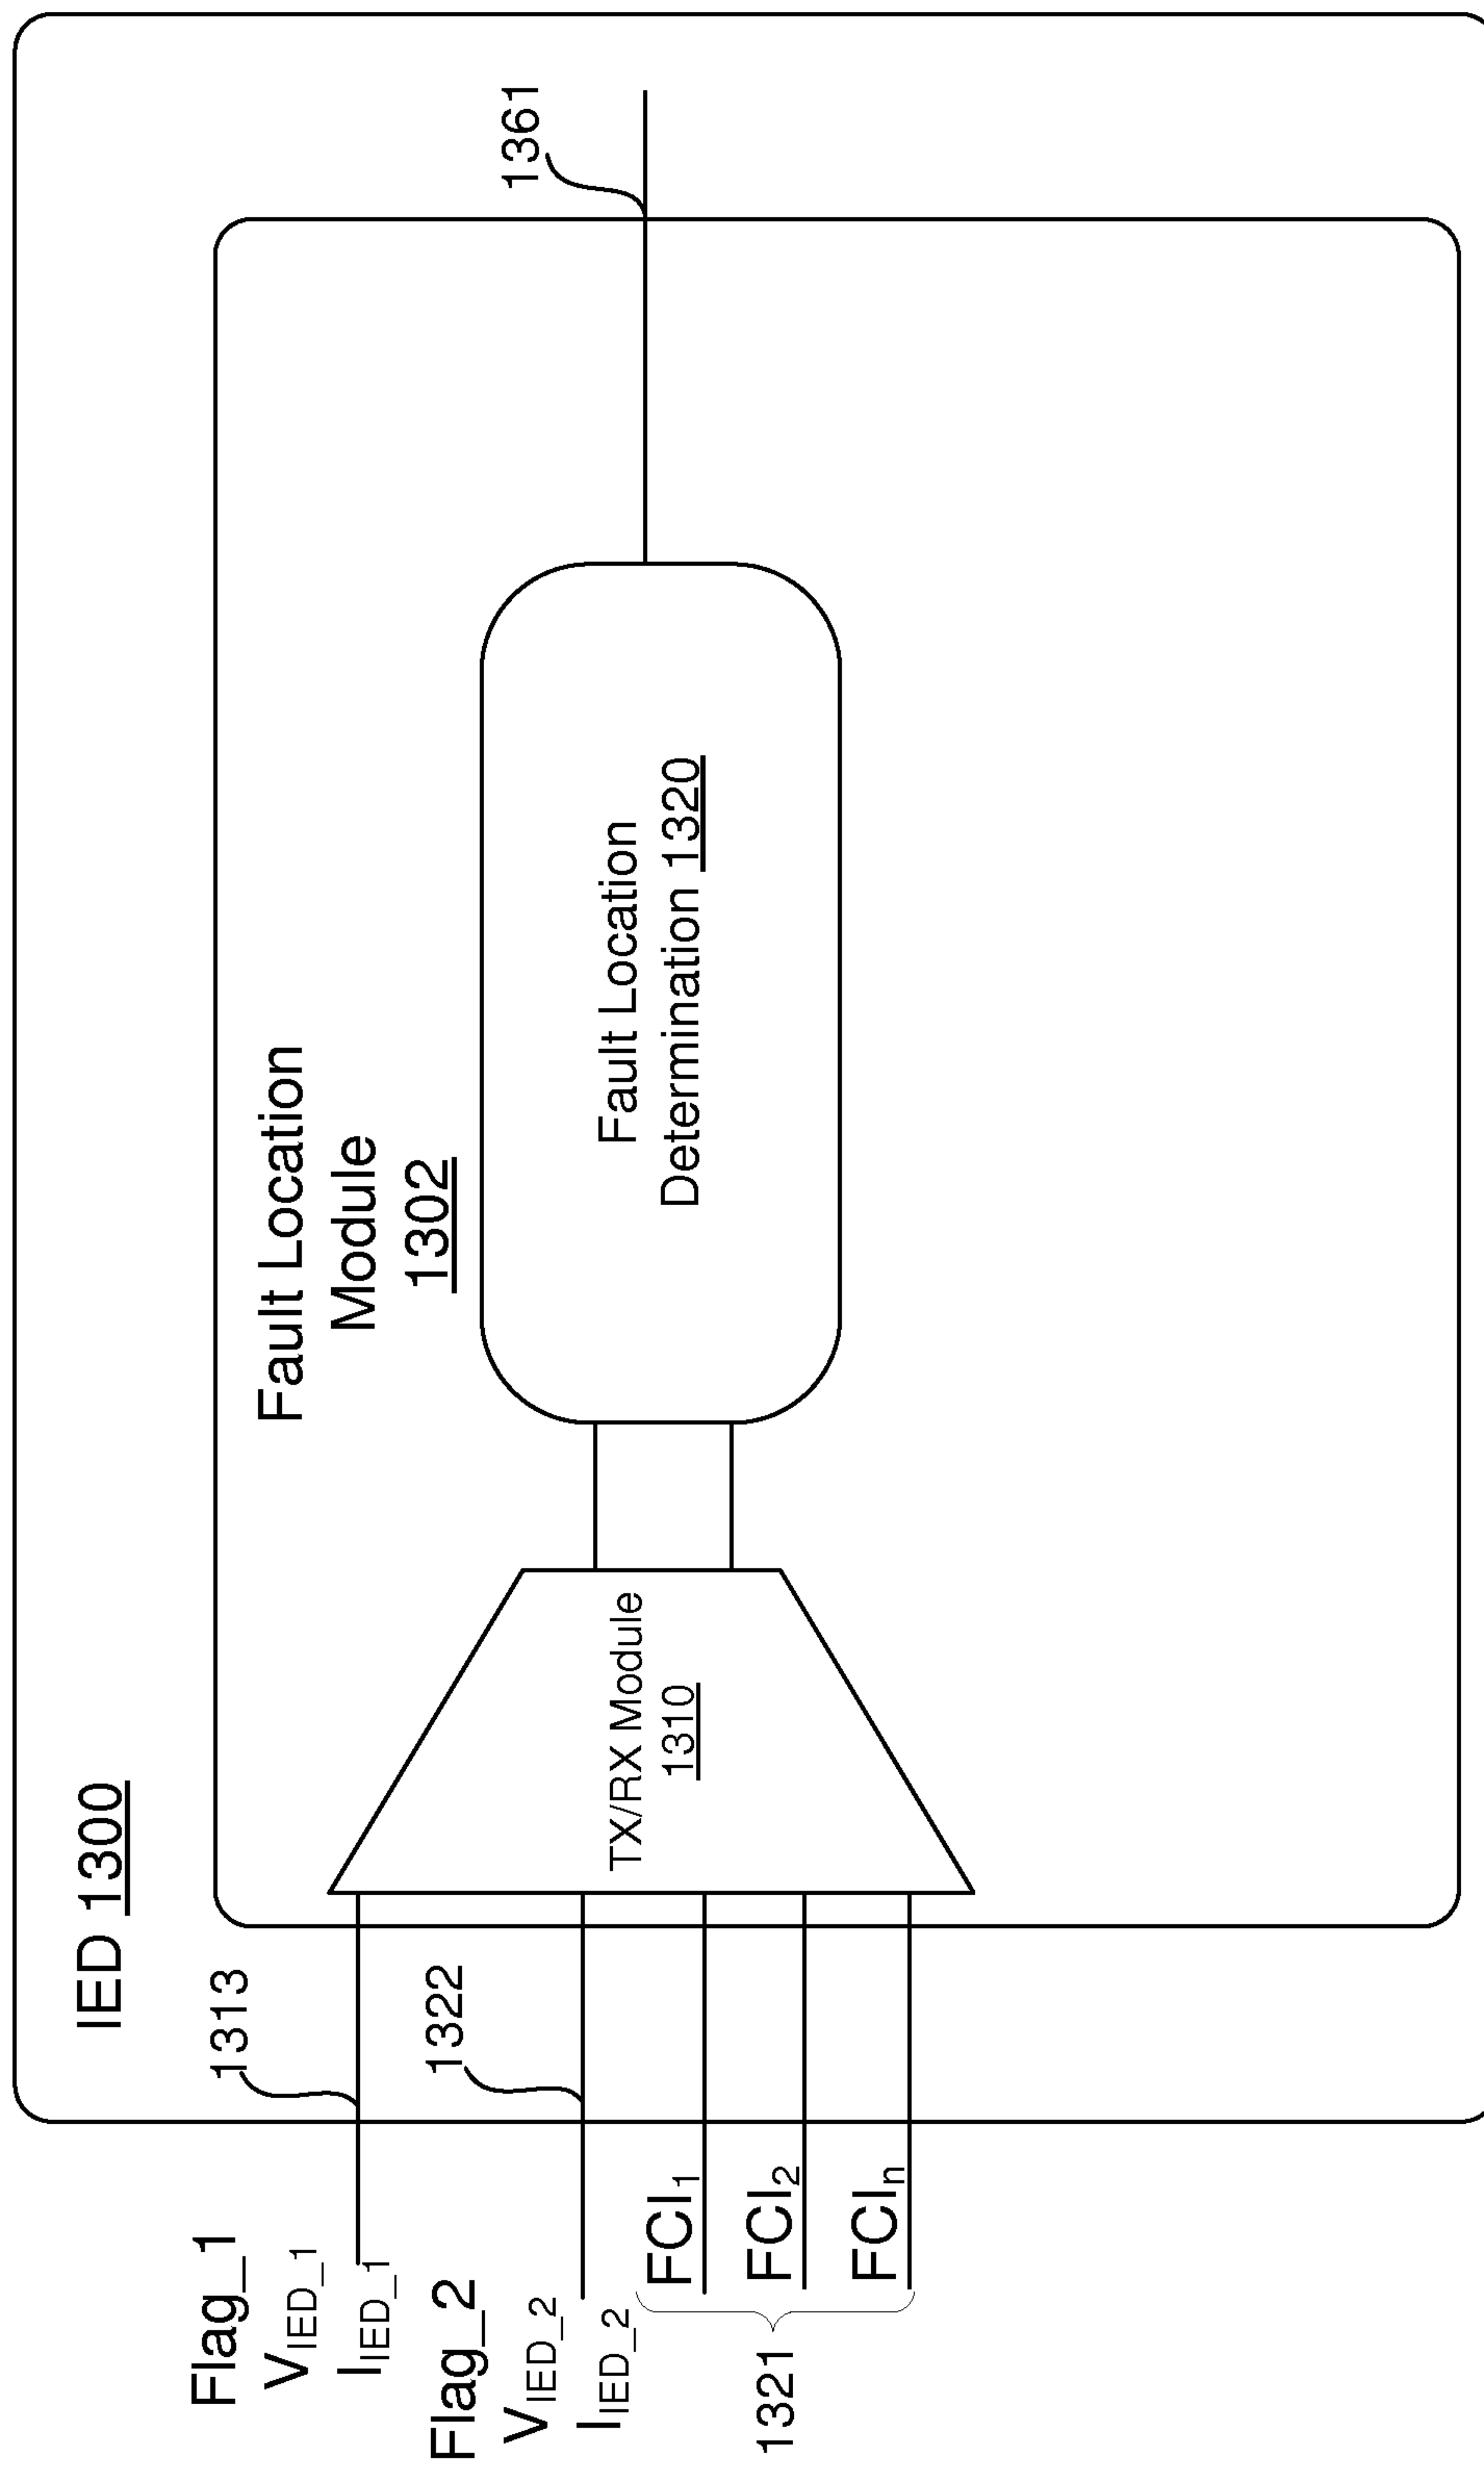 IED 1300
Fault Location
Module
1302
1361
1313
Flag_1
VIED_1
IIED_1
1322
Flag_2
VIED_2
IIED_2
FCI1
FCI2
FCIn
1321
TX/RX Module
1310
Fault Location
Determination 1320